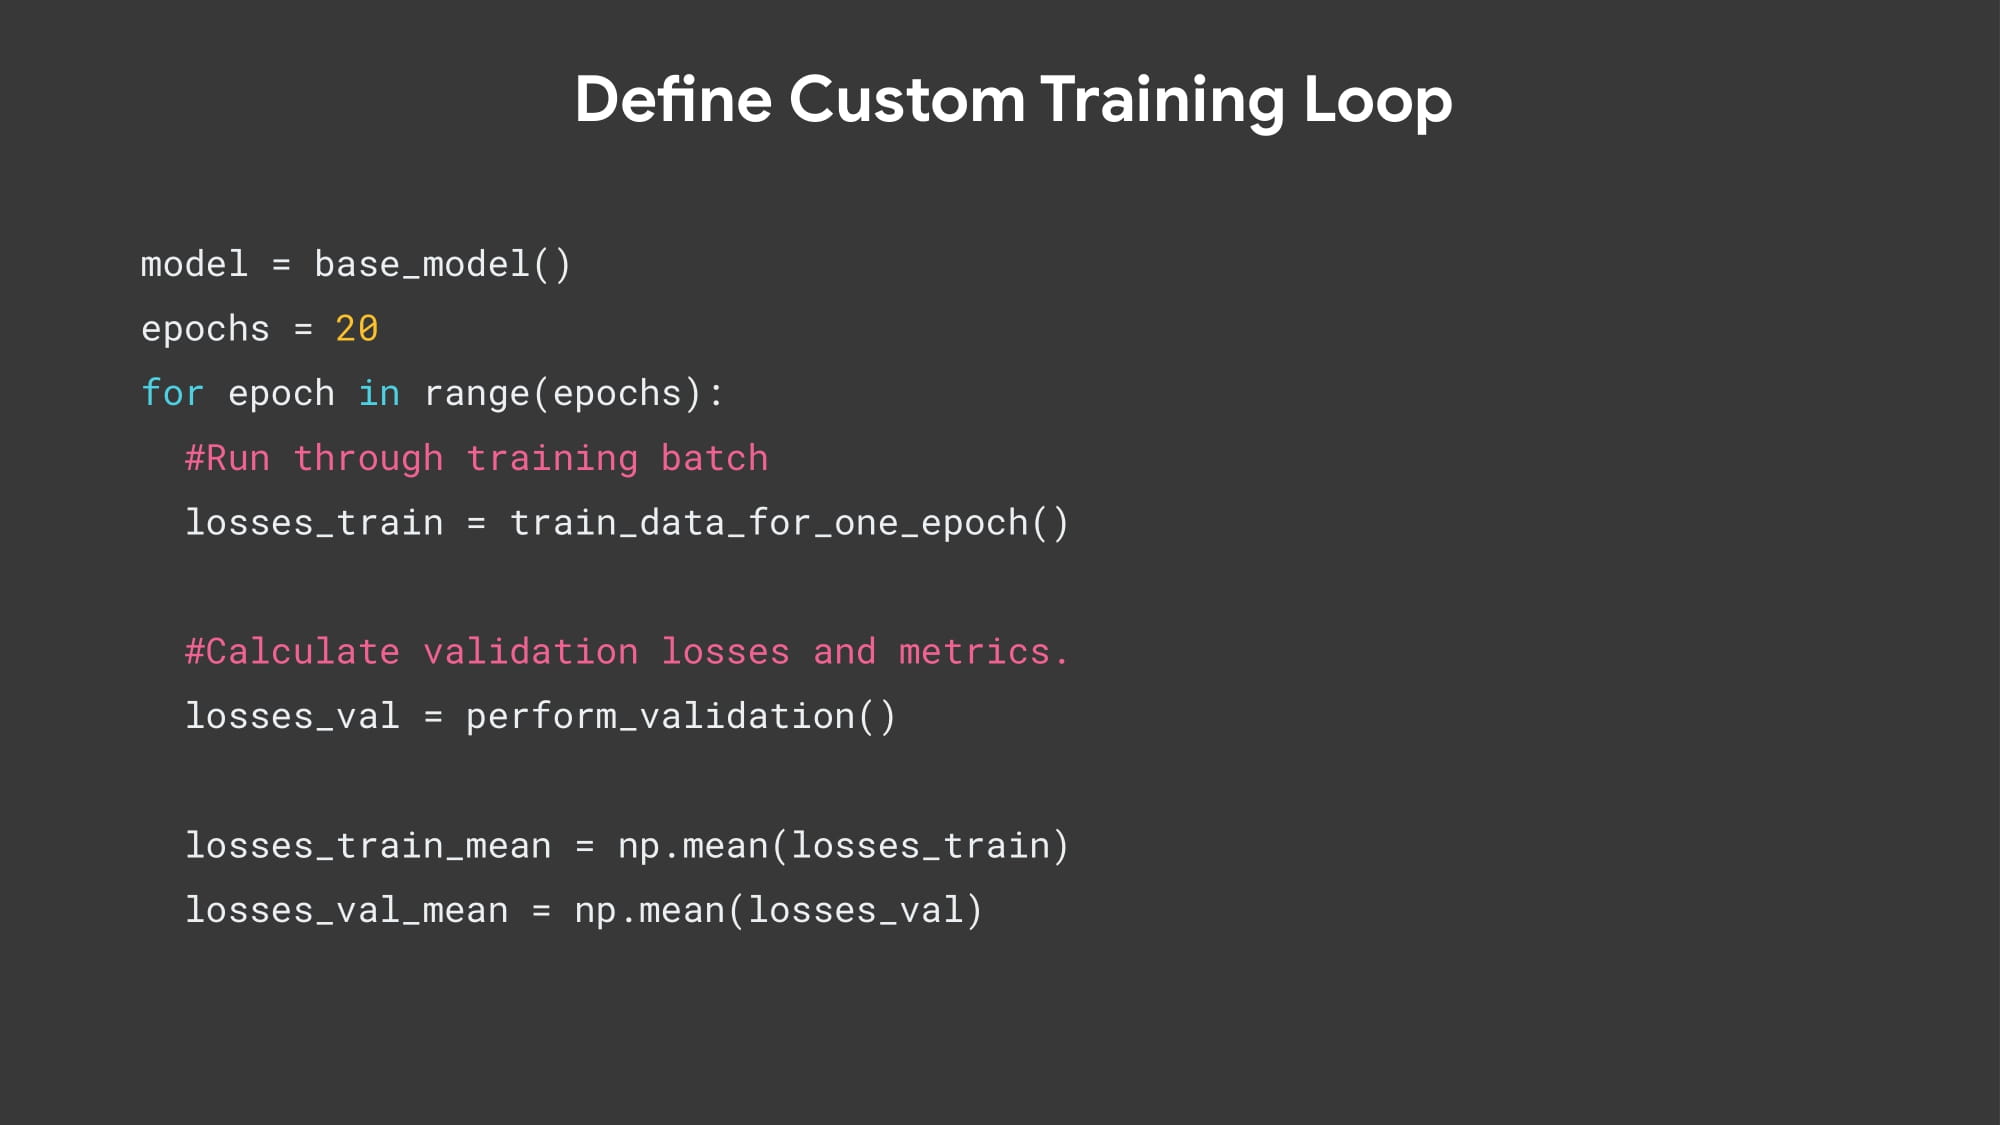 Define Custom Training Loop
model = base_model()
epochs = 20
for epoch in range(epochs):
  #Run through training batch
  losses_train = train_data_for_one_epoch()
  #Calculate validation losses and metrics.
  losses_val = perform_validation()
  losses_train_mean = np.mean(losses_train)
  losses_val_mean = np.mean(losses_val)